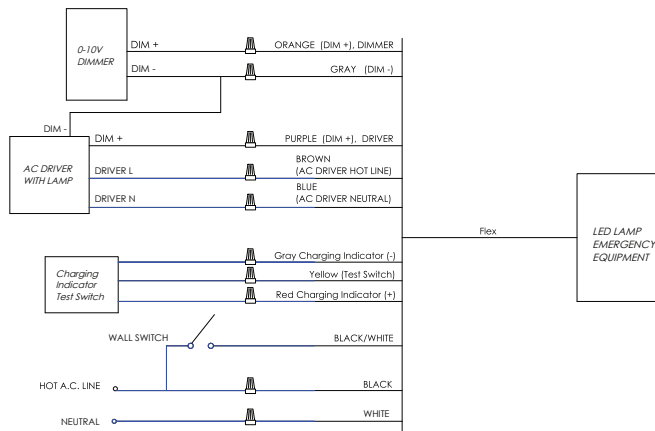 0-10V
DIMMER
DIM +
ORANGE (DIM +), DIMMER
DIM -
GRAY (DIM -)
DIM -
DIM +
PURPLE (DIM +), DRIVER
AC DRIVER
WITH LAMP
DRIVER L
BROWN
(AC DRIVER HOT LINE)
DRIVER N
BLUE
(AC DRIVER NEUTRAL)
Flex
LED LAMP
EMERGENCY
EQUIPMENT
Charging
Indicator
Test Switch
Gray Charging Indicator (-)
Yellow (Test Switch)
Red Charging Indicator (+)
WALL SWITCH
BLACK/WHITE
HOT A.C. LINE
BLACK
NEUTRAL
WHITE